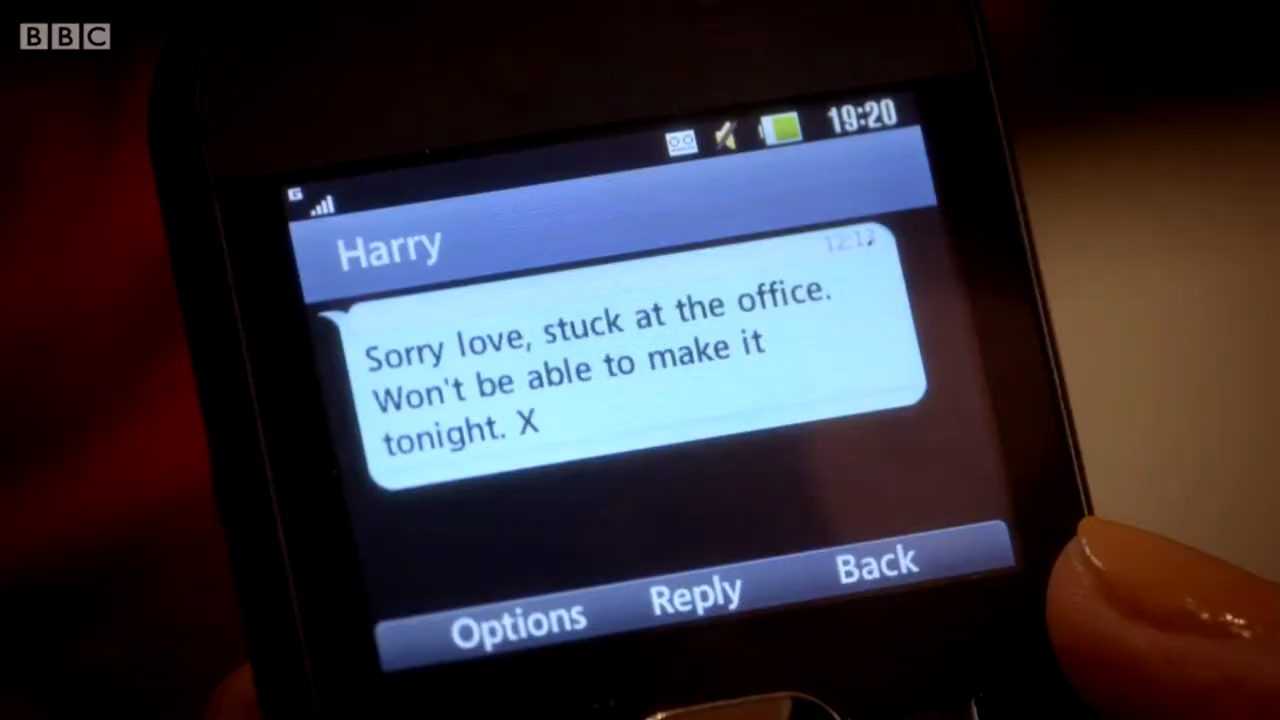 BBC
19:20
Harry
Sorry love, stuck at the office.
Won't be able to make it
tonight. X
Options Reply Back